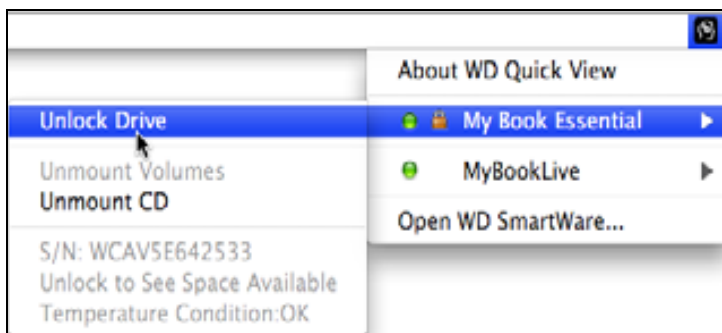 About WD Quick View
My Book Essential
MyBookLive
Open WD SmartWare...
Unlock Drive
Unmount Volumes
Unmount CD
S/N: WCAV5E642533
Unlock to See Space Available
Temperature Condition:OK